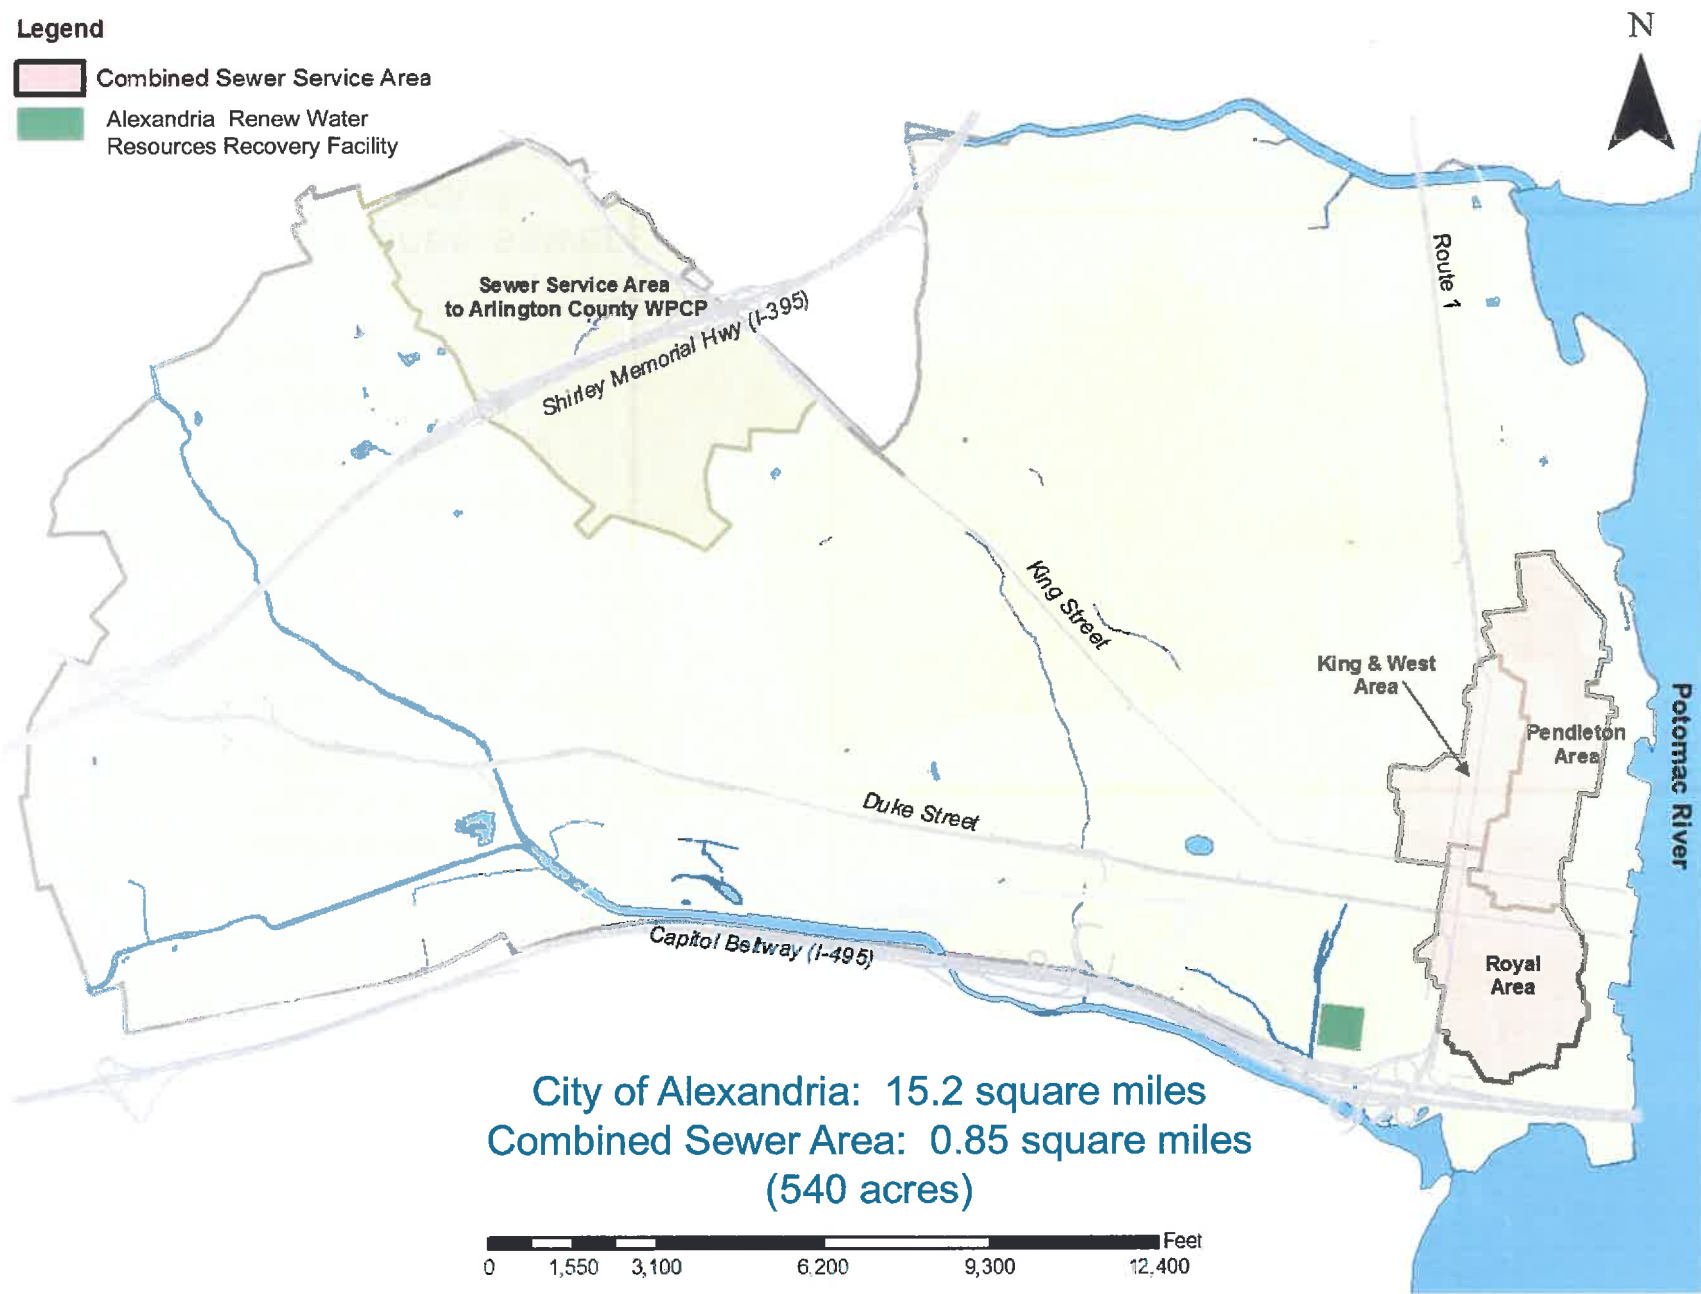 Legend
Combined Sewer Service Area
Alexandria Renew Water
Resources Recovery Facility
N
Sewer Service Area
to Arlington County WPCP
Shirley Memorial Hwy (I-395)
Route 1
King Street
King & West
Area
Pendleton
Area
Potomac River
Duke Street
Capitol Beltway (I-495)
Royal
Area
City of Alexandria: 15.2 square miles
Combined Sewer Area: 0.85 square miles
(540 acres)
Feet
0 1,550 3,100 6,200 9,300 12,400